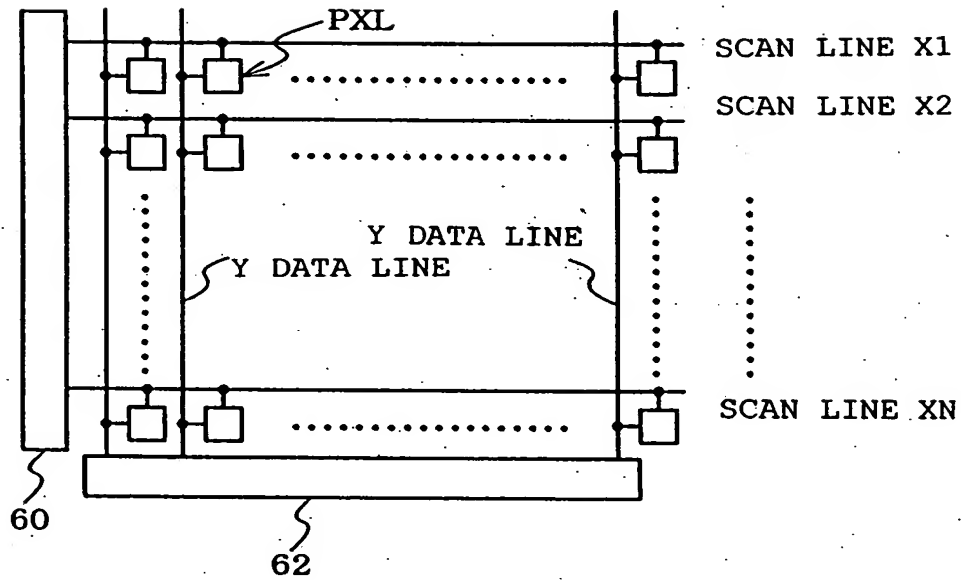 PXL
SCAN LINE X1
SCAN LINE X2
Y DATA LINE
Y DATA LINE
SCAN LINE XN
60
62